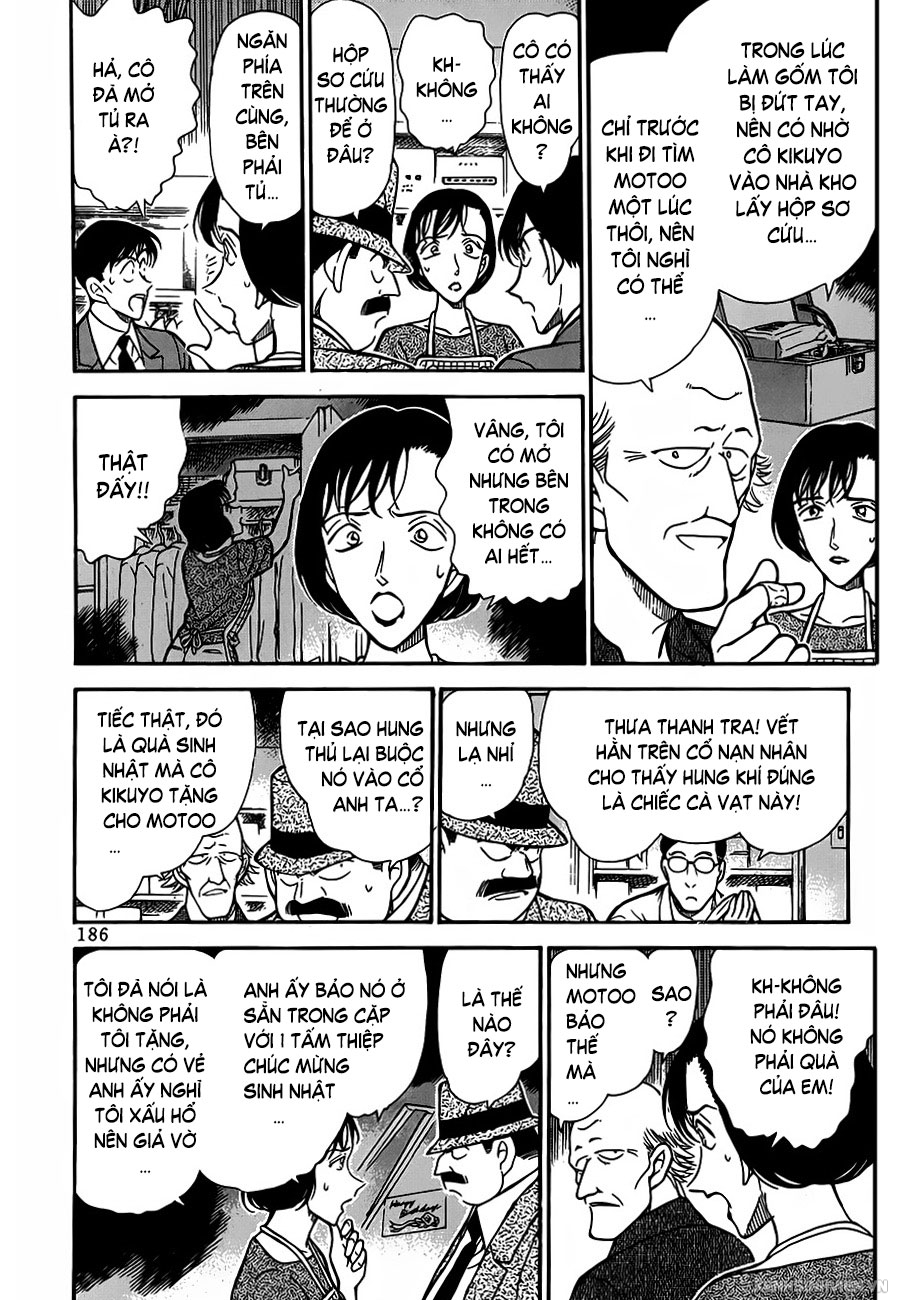 TRONG LÚC
LÀM GỐM TÔI
BỊ ĐỨT TAY,
NÊN CÓ NHỜ
CÔ KIKUYO
VÀO NHÀ KHO
LẤY HỘP SƠ
CỨU...
CHỈ TRƯỚC
KHI ĐI TÌM
MOTOO
MỘT LÚC
THÔI, NÊN
TÔI NGHĨ
CÓ THỂ
...
CÔ CÓ
THẤY
AI
KHÔNG
?
KH-
KHÔNG
...
HỘP
SƠ CỨU
THƯỜNG
ĐỂ Ở
ĐÂU?
NGĂN
PHÍA
TRÊN
CÙNG,
BÊN
PHẢI
TỦ...
HẢ, CÔ
ĐÃ MỞ
TỦ RA
À?!
VÂNG, TÔI
CÓ MỞ
NHƯNG BÊN
TRONG
KHÔNG CÓ
AI HẾT...
THẬT
ĐẤY!!
THƯA THANH TRA! VẾT
HẰN TRÊN CỔ NẠN NHÂN
CHO THẤY HUNG KHÍ ĐÚNG
LÀ CHIẾC CÀ VẠT NÀY!
NHƯNG
LẠ NHỈ
...
TẠI SAO HUNG
THỦ LẠI BUỘC
NÓ VÀO CỔ
ANH TA...?
TIẾC THẬT, ĐÓ
LÀ QUÀ SINH
NHẬT MÀ CÔ
KIKUYO TẶNG
CHO MOTOO
...
186
KH-KHÔNG
PHẢI ĐÂU!
NÓ KHÔNG
PHẢI QUÀ
CỦA EM!
SAO
?
NHƯNG
MOTOO
BẢO
THẾ
MÀ
...
LÀ THẾ
NÀO
ĐÂY?
ANH ẤY BẢO NÓ Ở
SẴN TRONG CẶP
VỚI 1 TẤM THIỆP
CHÚC MỪNG
SINH NHẬT
...
TÔI ĐÃ NÓI LÀ
KHÔNG PHẢI
TÔI TẶNG,
NHƯNG CÓ VẺ
ANH ẤY NGHĨ
TÔI XẤU HỔ
NÊN GIẢ VỜ
...